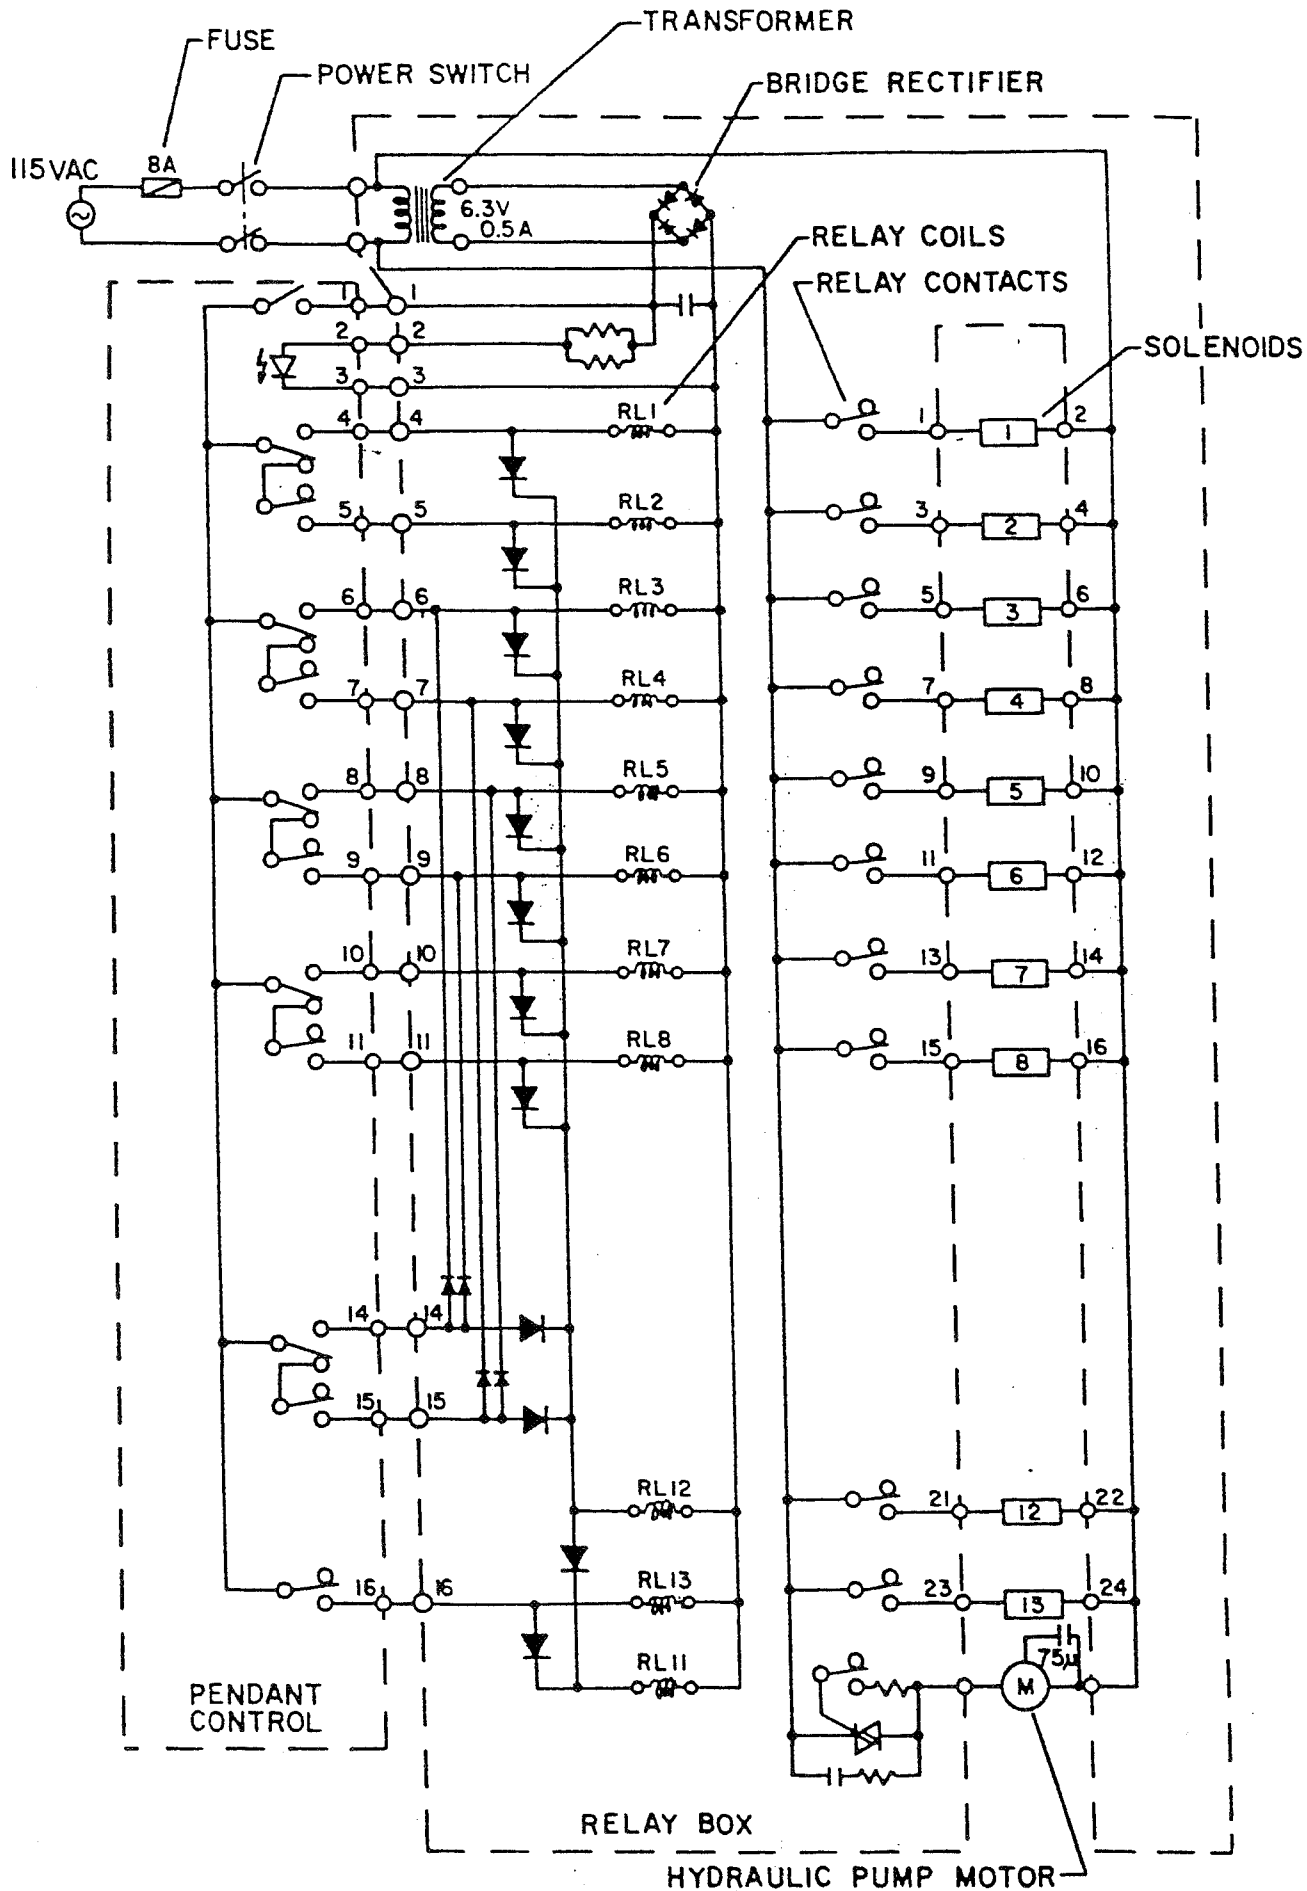 TRANSFORMER
FUSE
POWER SWITCH
BRIDGE RECTIFIER
115VAC
8A
6.3V
0.5A
RELAY COILS
RELAY CONTACTS
SOLENOIDS
1 1
2 2
3 3
4 4 RL1 1 1 2
5 5 RL2 3 2 4
6 6 RL3 5 3 6
7 7 RL4 7 4 8
8 8 RL5 9 5 10
9 9 RL6 11 6 12
10 10 RL7 13 7 14
11 11 RL8 15 8 16
14 14
15 15
RL12 21 12 22
16 16 RL13 23 13 24
75µ
RL11 M
PENDANT
CONTROL
RELAY BOX
HYDRAULIC PUMP MOTOR